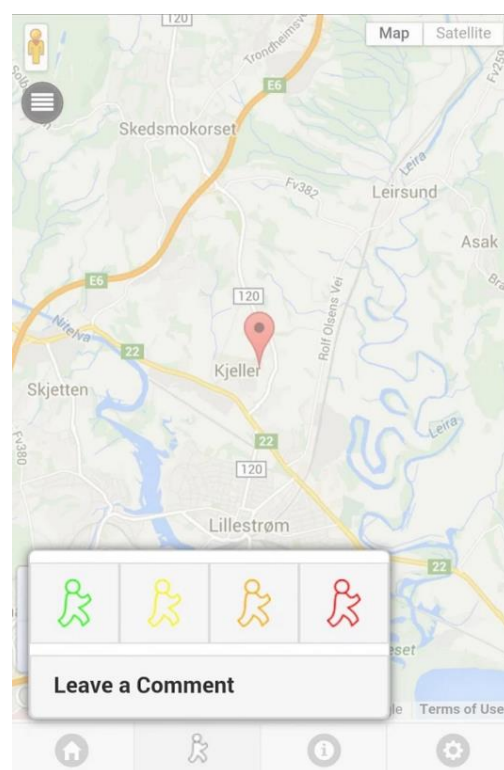 120
Trondheimsv
Map Satellite
E6
Fv259
Skedsmokorset
Leira
Fv382
Leirsund
Asak
E6
120
Rolf Olsens Vei
Nitelva
22
Kjeller
Skjetten
Leira
Fv380
22
120
Lillestrøm
22
Leave a Comment
Terms of Use